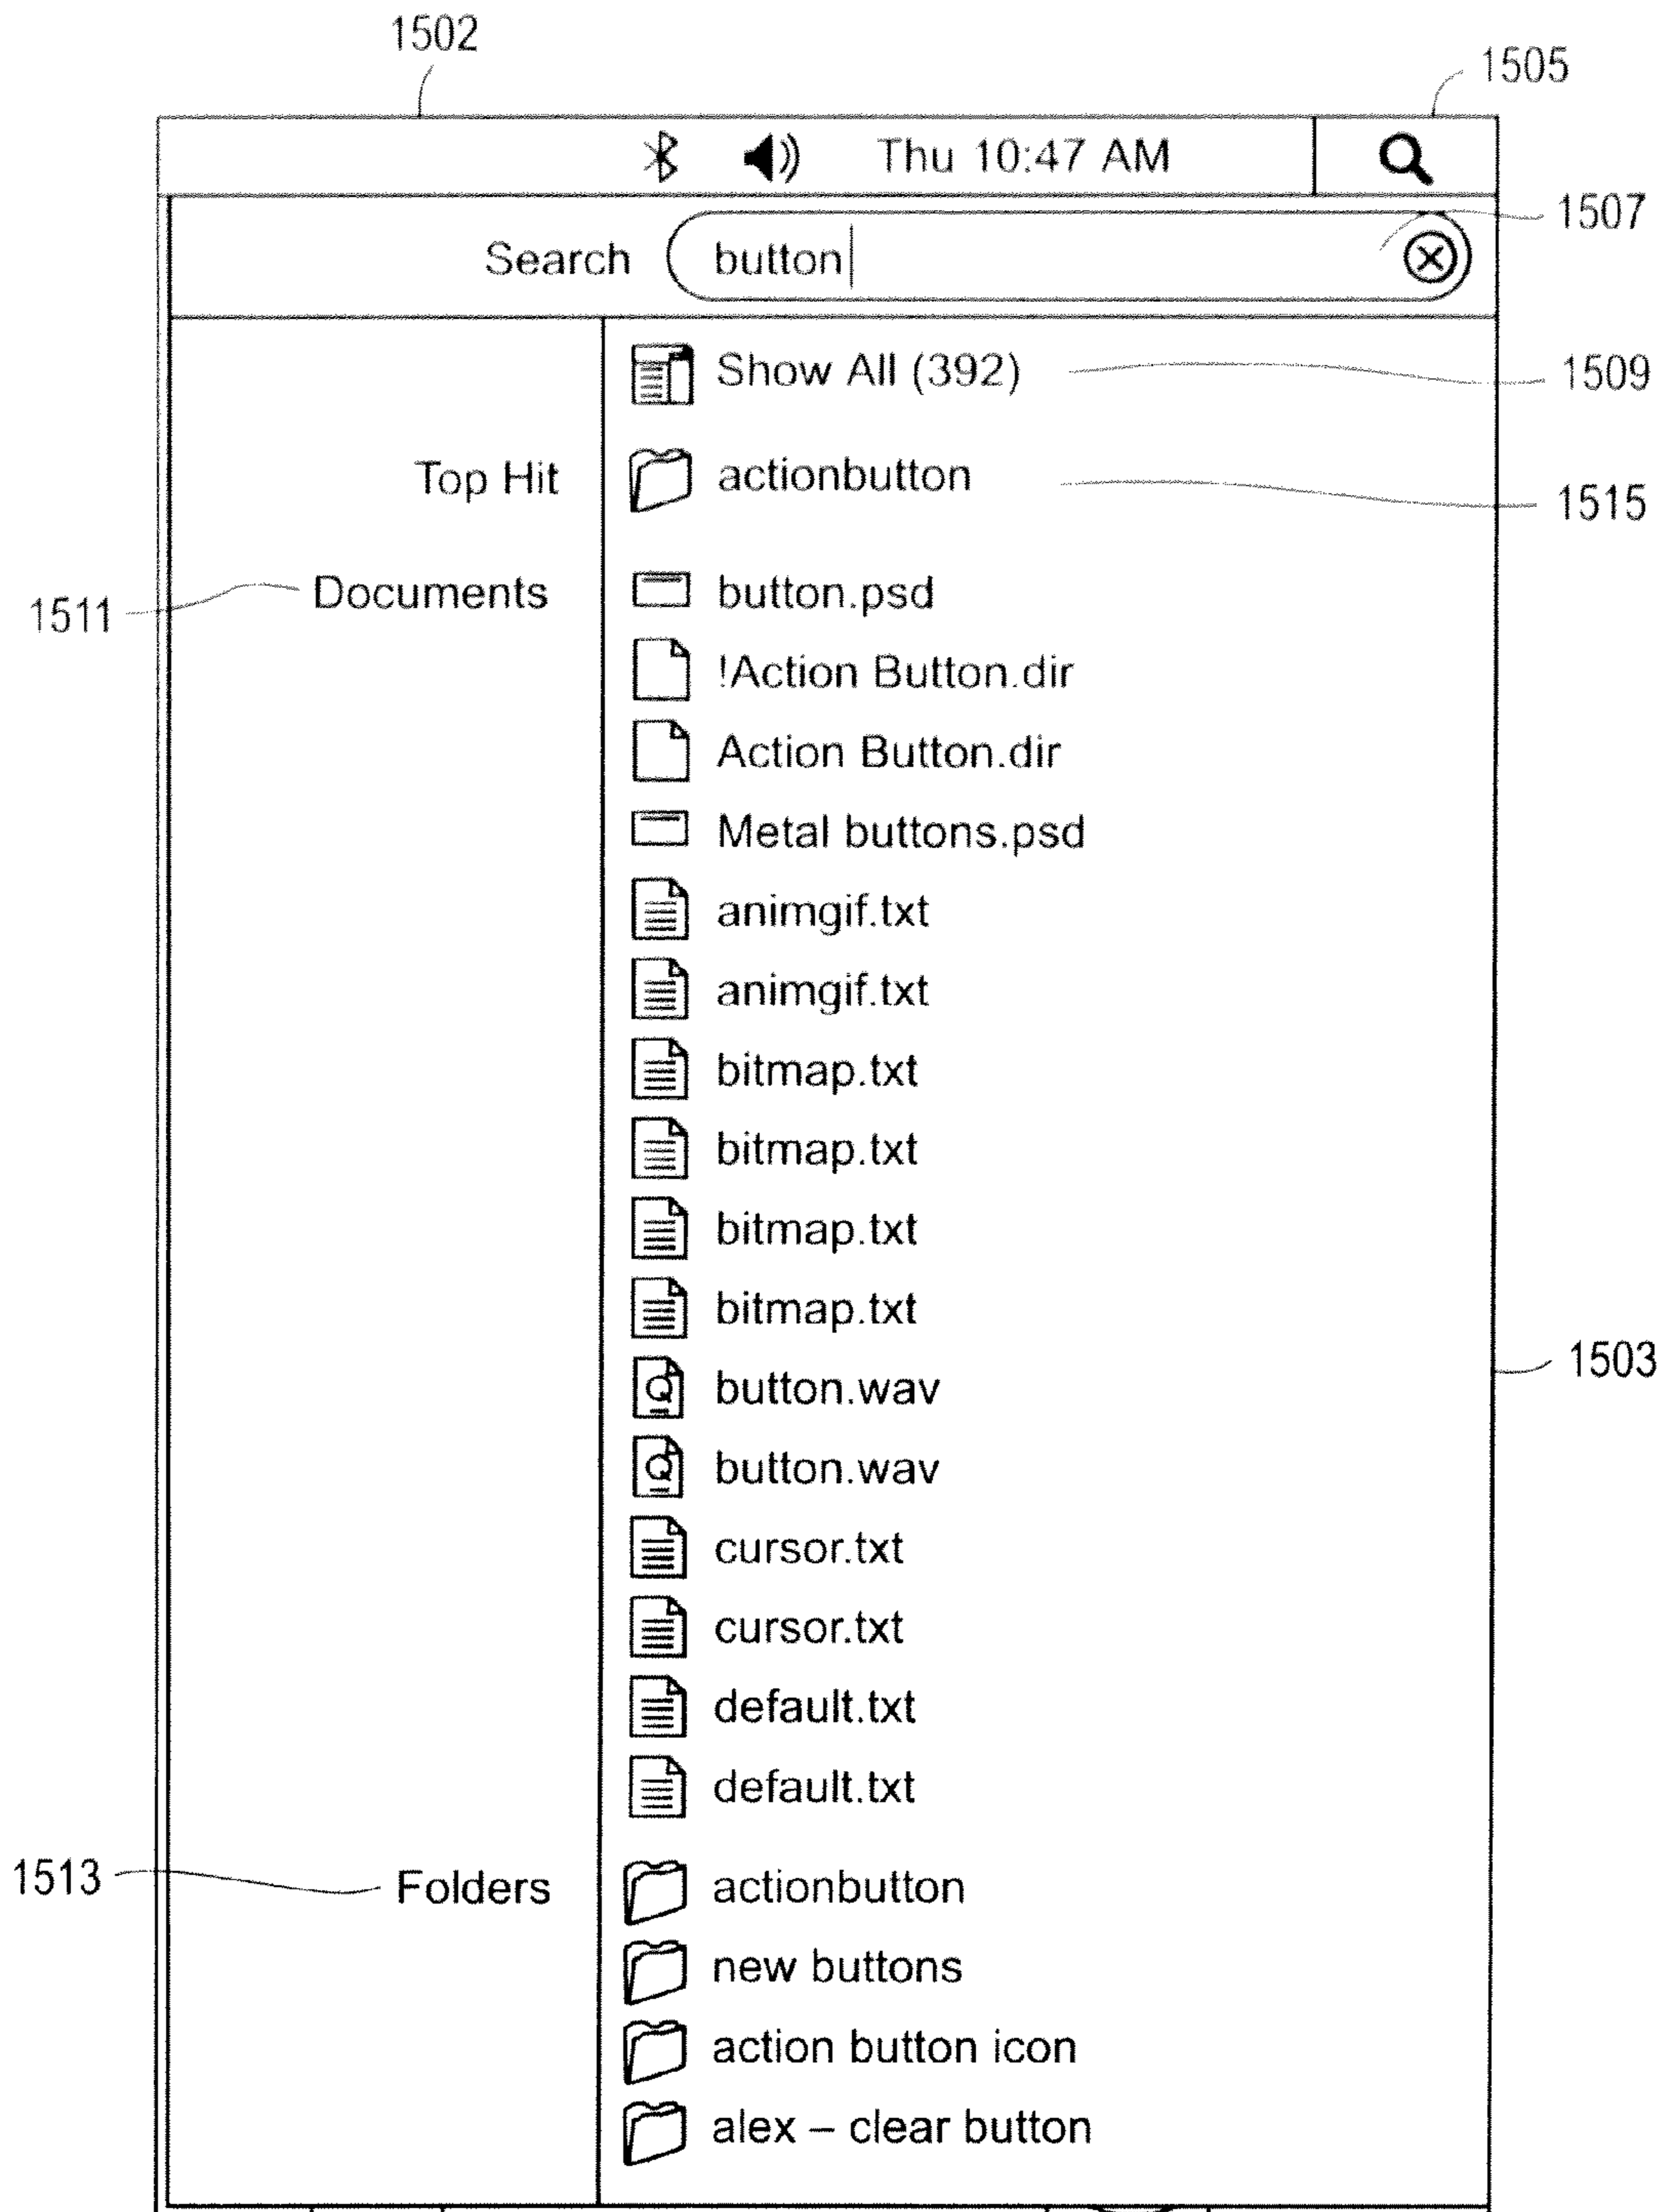 1502
1505
Thu 10:47 AM
1507
Search button
Show All (392) 1509
Top Hit actionbutton
1515
1511 Documents button.psd
!Action Button.dir
Action Button.dir
Metal buttons.psd
animgif.txt
animgif.txt
bitmap.txt
bitmap.txt
bitmap.txt
bitmap.txt
1503
button.wav
button.wav
cursor.txt
cursor.txt
default.txt
default.txt
1513 Folders actionbutton
new buttons
action button icon
alex – clear button